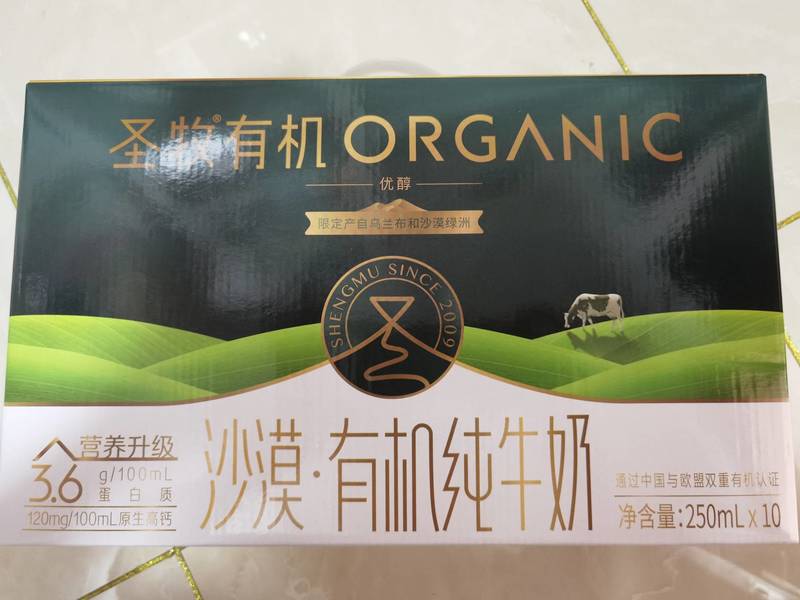 圣牧®有机 ORGANIC
优醇
限定产自乌兰布和沙漠绿洲
SHENGMU SINCE 2009
圣
营养升级
3.6 g/100mL
蛋白质
120mg/100mL原生高钙
沙漠·有机纯牛奶
通过中国与欧盟双重有机认证
净含量:250mL x 10